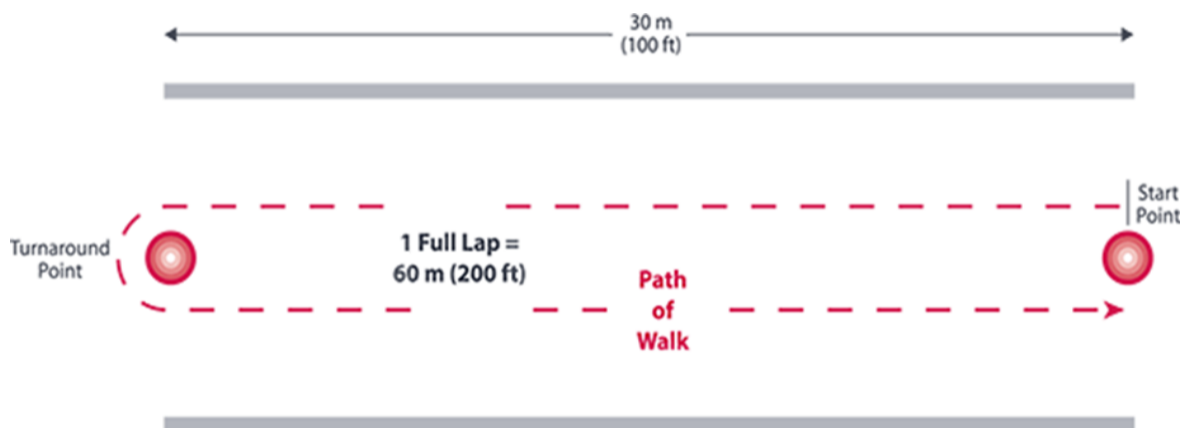 30 m
(100 ft)
Start
Point
Turnaround
Point
1 Full Lap =
60 m (200 ft)
Path
of
Walk